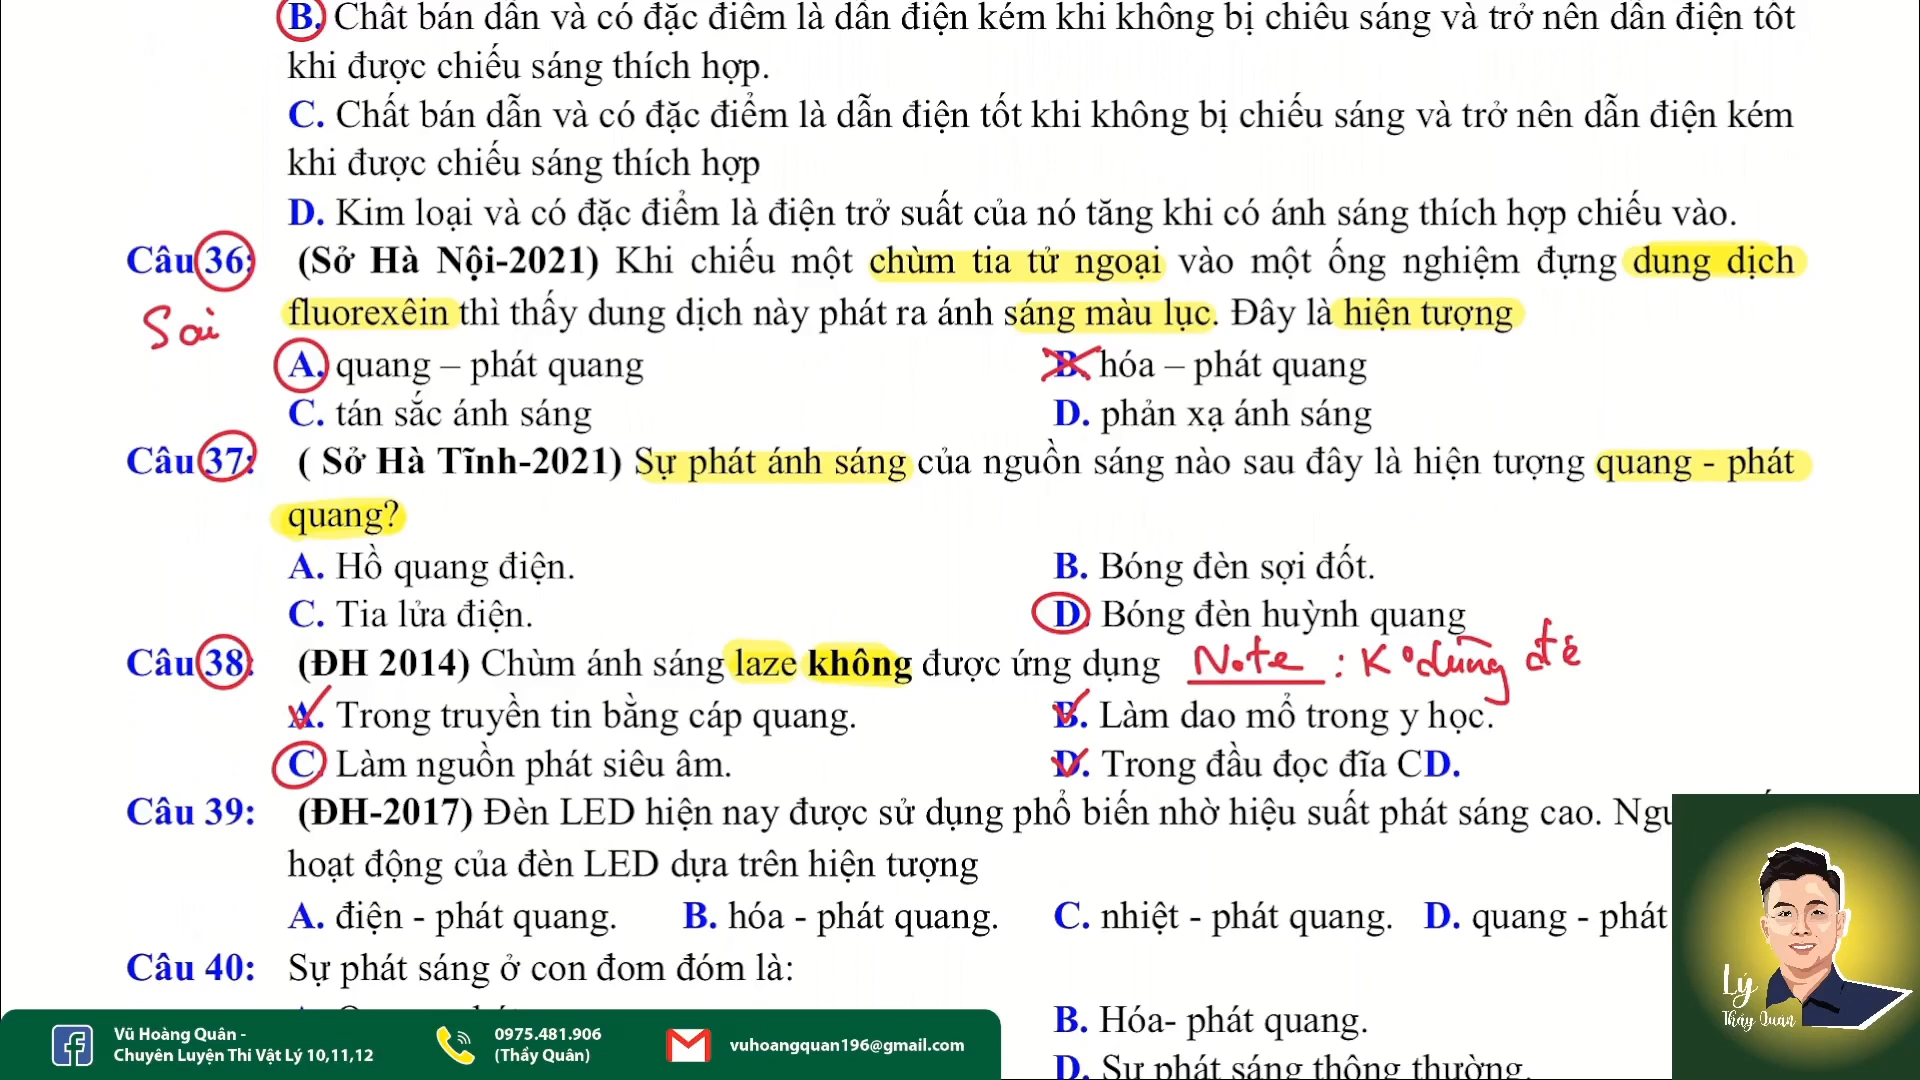 B. Chất bán dẫn và có đặc điểm là dẫn điện kém khi không bị chiếu sáng và trở nên dẫn điện tốt
khi được chiếu sáng thích hợp.
C. Chất bán dẫn và có đặc điểm là dẫn điện tốt khi không bị chiếu sáng và trở nên dẫn điện kém
khi được chiếu sáng thích hợp
D. Kim loại và có đặc điểm là điện trở suất của nó tăng khi có ánh sáng thích hợp chiếu vào.
Câu 36: (Sở Hà Nội-2021) Khi chiếu một chùm tia tử ngoại vào một ống nghiệm đựng dung dịch
Sai
fluorexêin thì thấy dung dịch này phát ra ánh sáng màu lục. Đây là hiện tượng
A. quang – phát quang B. hóa – phát quang
C. tán sắc ánh sáng D. phản xạ ánh sáng
Câu 37: ( Sở Hà Tĩnh-2021) Sự phát ánh sáng của nguồn sáng nào sau đây là hiện tượng quang - phát
quang?
A. Hồ quang điện. B. Bóng đèn sợi đốt.
C. Tia lửa điện. D. Bóng đèn huỳnh quang
Câu 38: (ĐH 2014) Chùm ánh sáng laze không được ứng dụng Note : K° dùng để
A. Trong truyền tin bằng cáp quang. B. Làm dao mổ trong y học.
C. Làm nguồn phát siêu âm. D. Trong đầu đọc đĩa CD.
Câu 39: (ĐH-2017) Đèn LED hiện nay được sử dụng phổ biến nhờ hiệu suất phát sáng cao.
hoạt động của đèn LED dựa trên hiện tượng
A. điện - phát quang. B. hóa - phát quang. C. nhiệt - phát quang. D. quang - phát
Câu 40: Sự phát sáng ở con đom đóm là:
B. Hóa- phát quang.
D. Sự phát sáng thông thường.
Vũ Hoàng Quân -
Chuyên Luyện Thi Vật Lý 10,11,12
0975.481.906
(Thầy Quân)
vuhoangquan196@gmail.com
Lý
Thầy Quân